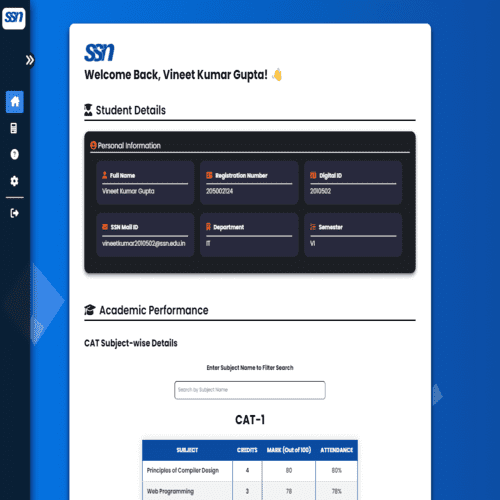 ssn
ssn
Welcome Back, Vineet Kumar Gupta! 👋
Student Details
Personal Information
Full Name
Vineet Kumar Gupta
Registration Number
205002124
Digital ID
2010502
SSN Mail ID
vineetkumar2010502@ssn.edu.in
Department
IT
Semester
VI
Academic Performance
CAT Subject-wise Details
Enter Subject Name to Filter Search
Search by Subject Name
CAT-1
SUBJECT CREDITS MARK (Out of 100) ATTENDANCE
Principles of Compiler Design 4 80 80%
Web Programming 3 78 78%